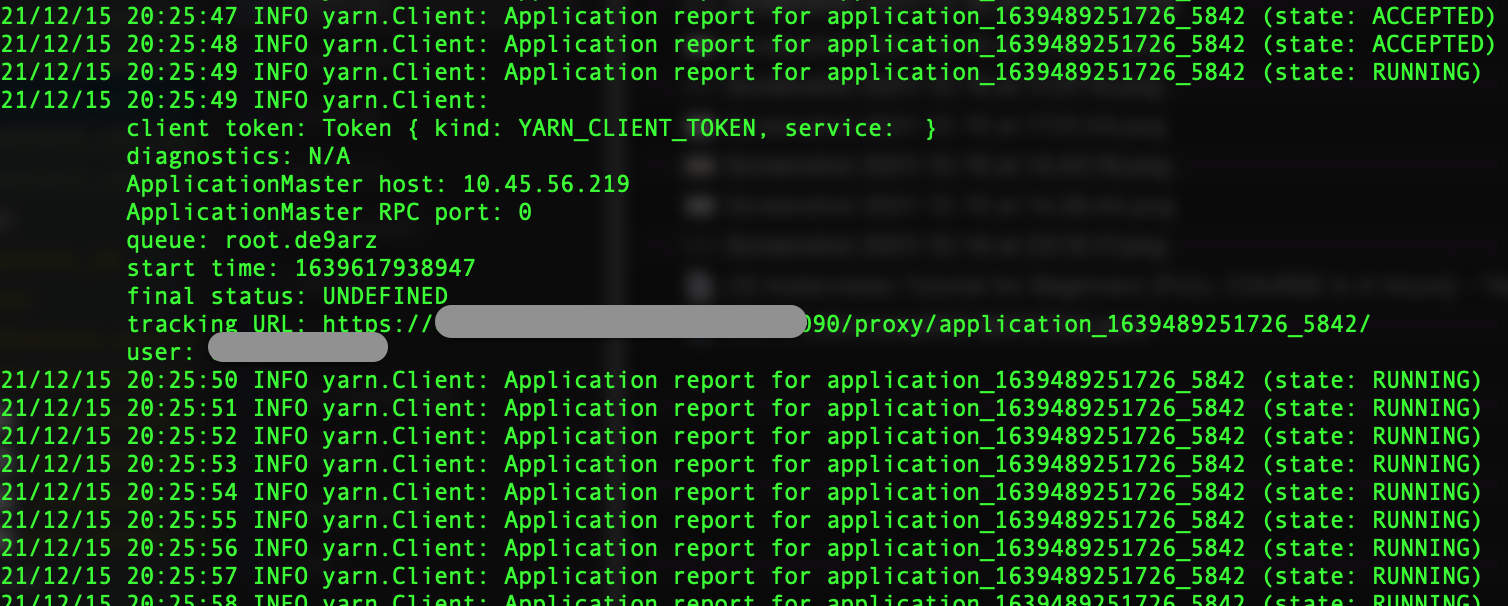 21/12/15 20:25:47 INFO yarn.Client: Application report for application_1639489251726_5842 (state: ACCEPTED)
21/12/15 20:25:48 INFO yarn.Client: Application report for application_1639489251726_5842 (state: ACCEPTED)
21/12/15 20:25:49 INFO yarn.Client: Application report for application_1639489251726_5842 (state: RUNNING)
21/12/15 20:25:49 INFO yarn.Client:
client token: Token { kind: YARN_CLIENT_TOKEN, service:  }
diagnostics: N/A
ApplicationMaster host: 10.45.56.219
ApplicationMaster RPC port: 0
queue: root.de9arz
start time: 1639617938947
final status: UNDEFINED
tracking URL: https:// 090/proxy/application_1639489251726_5842/
user:
21/12/15 20:25:50 INFO yarn.Client: Application report for application_1639489251726_5842 (state: RUNNING)
21/12/15 20:25:51 INFO yarn.Client: Application report for application_1639489251726_5842 (state: RUNNING)
21/12/15 20:25:52 INFO yarn.Client: Application report for application_1639489251726_5842 (state: RUNNING)
21/12/15 20:25:53 INFO yarn.Client: Application report for application_1639489251726_5842 (state: RUNNING)
21/12/15 20:25:54 INFO yarn.Client: Application report for application_1639489251726_5842 (state: RUNNING)
21/12/15 20:25:55 INFO yarn.Client: Application report for application_1639489251726_5842 (state: RUNNING)
21/12/15 20:25:56 INFO yarn.Client: Application report for application_1639489251726_5842 (state: RUNNING)
21/12/15 20:25:57 INFO yarn.Client: Application report for application_1639489251726_5842 (state: RUNNING)
21/12/15 20:25:58 INFO yarn.Client: Application report for application_1639489251726_5842 (state: RUNNING)